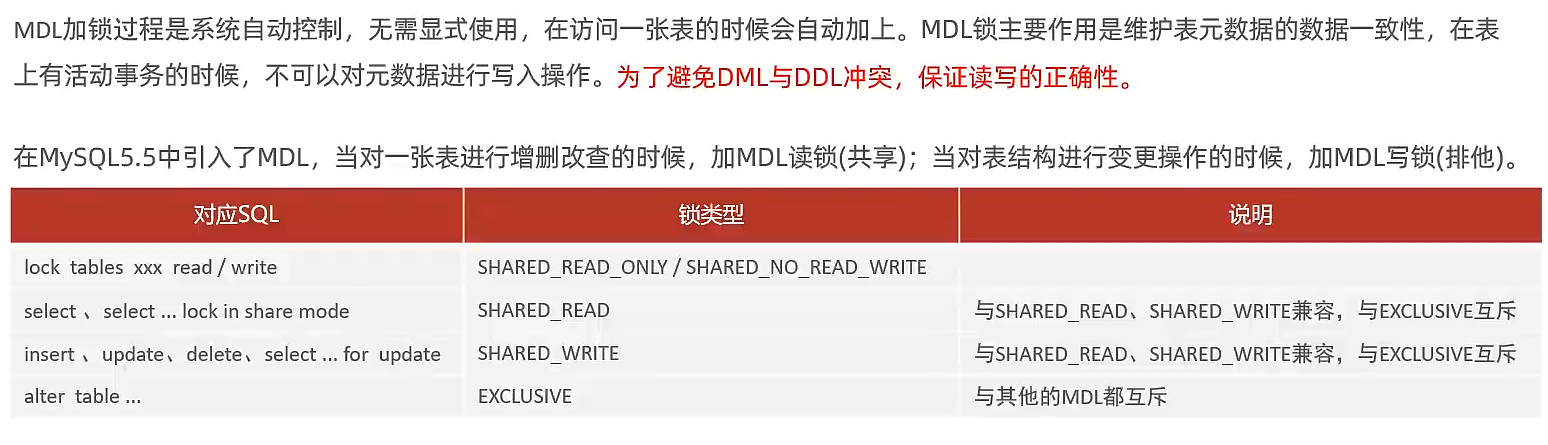 MDL加锁过程是系统自动控制，无需显式使用，在访问一张表的时候会自动加上。MDL锁主要作用是维护表元数据的数据一致性，在表
上有活动事务的时候，不可以对元数据进行写入操作。为了避免DML与DDL冲突，保证读写的正确性。
在MySQL5.5中引入了MDL，当对一张表进行增删改查的时候，加MDL读锁(共享)；当对表结构进行变更操作的时候，加MDL写锁(排他)。
对应SQL 锁类型 说明
lock tables xxx read / write SHARED_READ_ONLY / SHARED_NO_READ_WRITE
select 、select ... lock in share mode SHARED_READ 与SHARED_READ、SHARED_WRITE兼容，与EXCLUSIVE互斥
insert 、update、delete、select ... for update SHARED_WRITE 与SHARED_READ、SHARED_WRITE兼容，与EXCLUSIVE互斥
alter table ... EXCLUSIVE 与其他的MDL都互斥